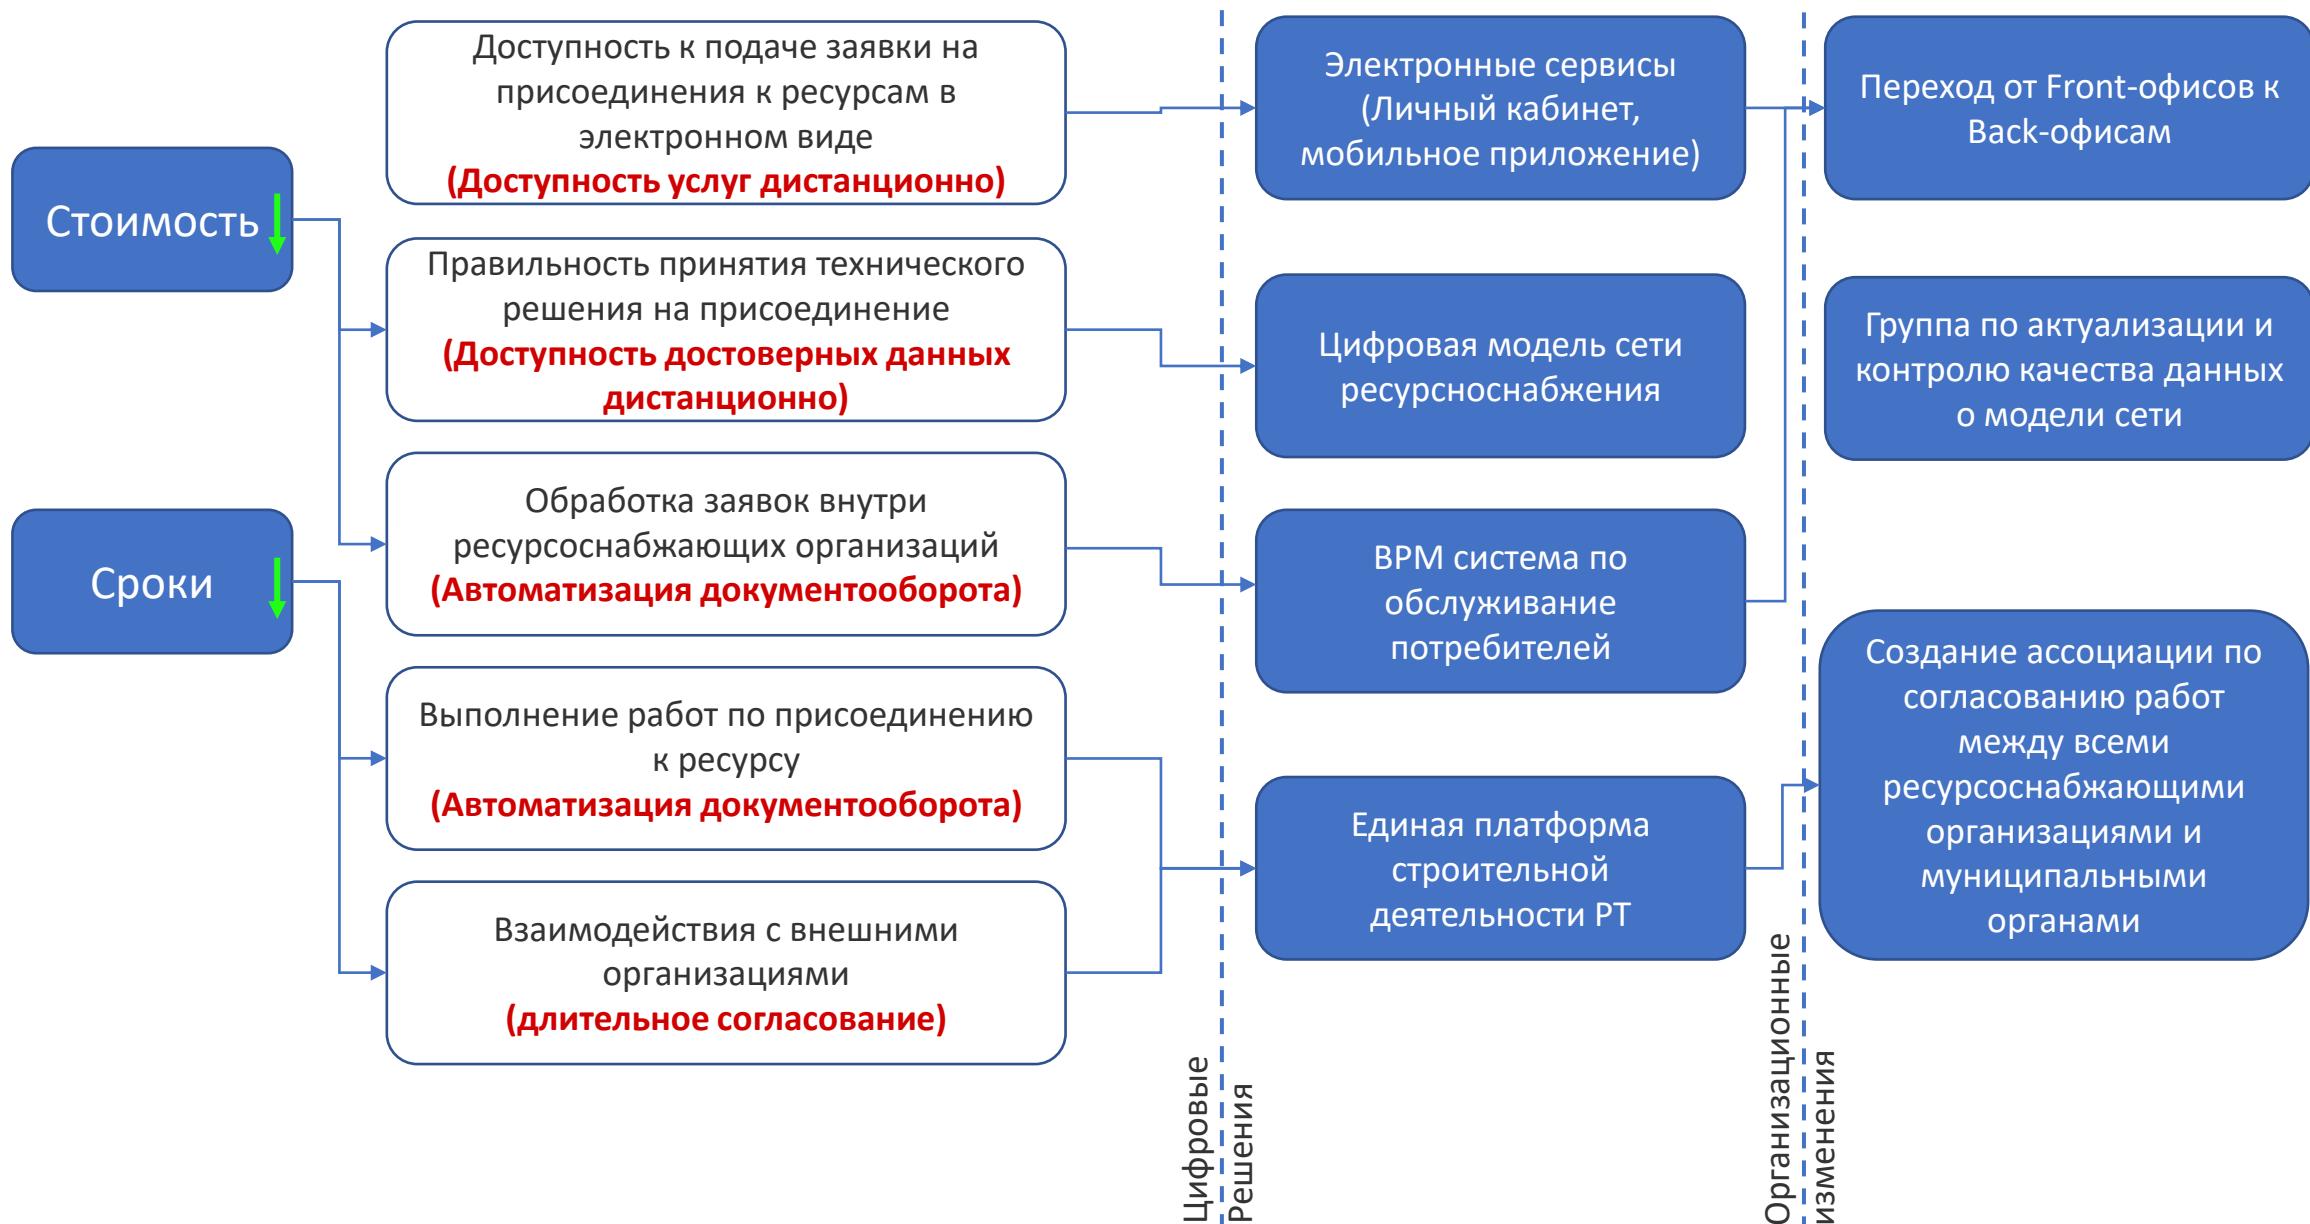 Стоимость
Сроки
Доступность к подаче заявки на
присоединения к ресурсам в
электронном виде
(Доступность услуг дистанционно)
Правильность принятия технического
решения на присоединение
(Доступность достоверных данных
дистанционно)
Обработка заявок внутри
ресурсоснабжающих организаций
(Автоматизация документооборота)
Выполнение работ по присоединению
к ресурсу
(Автоматизация документооборота)
Взаимодействия с внешними
организациями
(длительное согласование)
Цифровые
Решения
Электронные сервисы
(Личный кабинет,
мобильное приложение)
Цифровая модель сети
ресурсноснабжения
BPM система по
обслуживание
потребителей
Единая платформа
строительной
деятельности РТ
Организационные
изменения
Переход от Front-офисов к
Back-офисам
Группа по актуализации и
контролю качества данных
о модели сети
Создание ассоциации по
согласованию работ
между всеми
ресурсоснабжающими
организациями и
муниципальными
органами